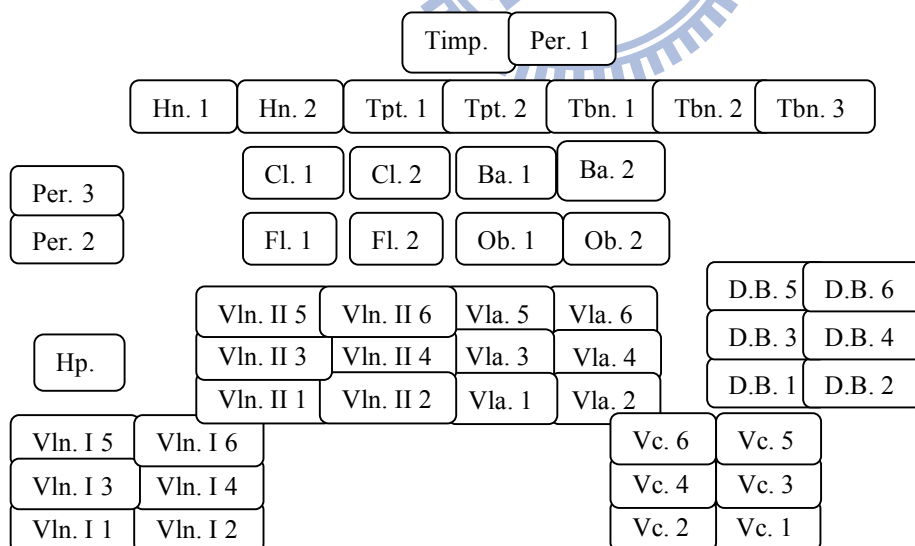 Timp. Per. 1
Hn. 1 Hn. 2 Tpt. 1 Tpt. 2 Tbn. 1 Tbn. 2 Tbn. 3
Cl. 1 Cl. 2 Ba. 1 Ba. 2
Per. 3
Per. 2 Fl. 1 Fl. 2 Ob. 1 Ob. 2
D.B. 5 D.B. 6
Vln. II 5 Vln. II 6 Vla. 5 Vla. 6
D.B. 3 D.B. 4
Vln. II 3 Vln. II 4 Vla. 3 Vla. 4
Hp.
D.B. 1 D.B. 2
Vln. II 1 Vln. II 2 Vla. 1 Vla. 2
Vln. I 5 Vln. I 6 Vc. 6 Vc. 5
Vln. I 3 Vln. I 4 Vc. 4 Vc. 3
Vln. I 1 Vln. I 2 Vc. 2 Vc. 1